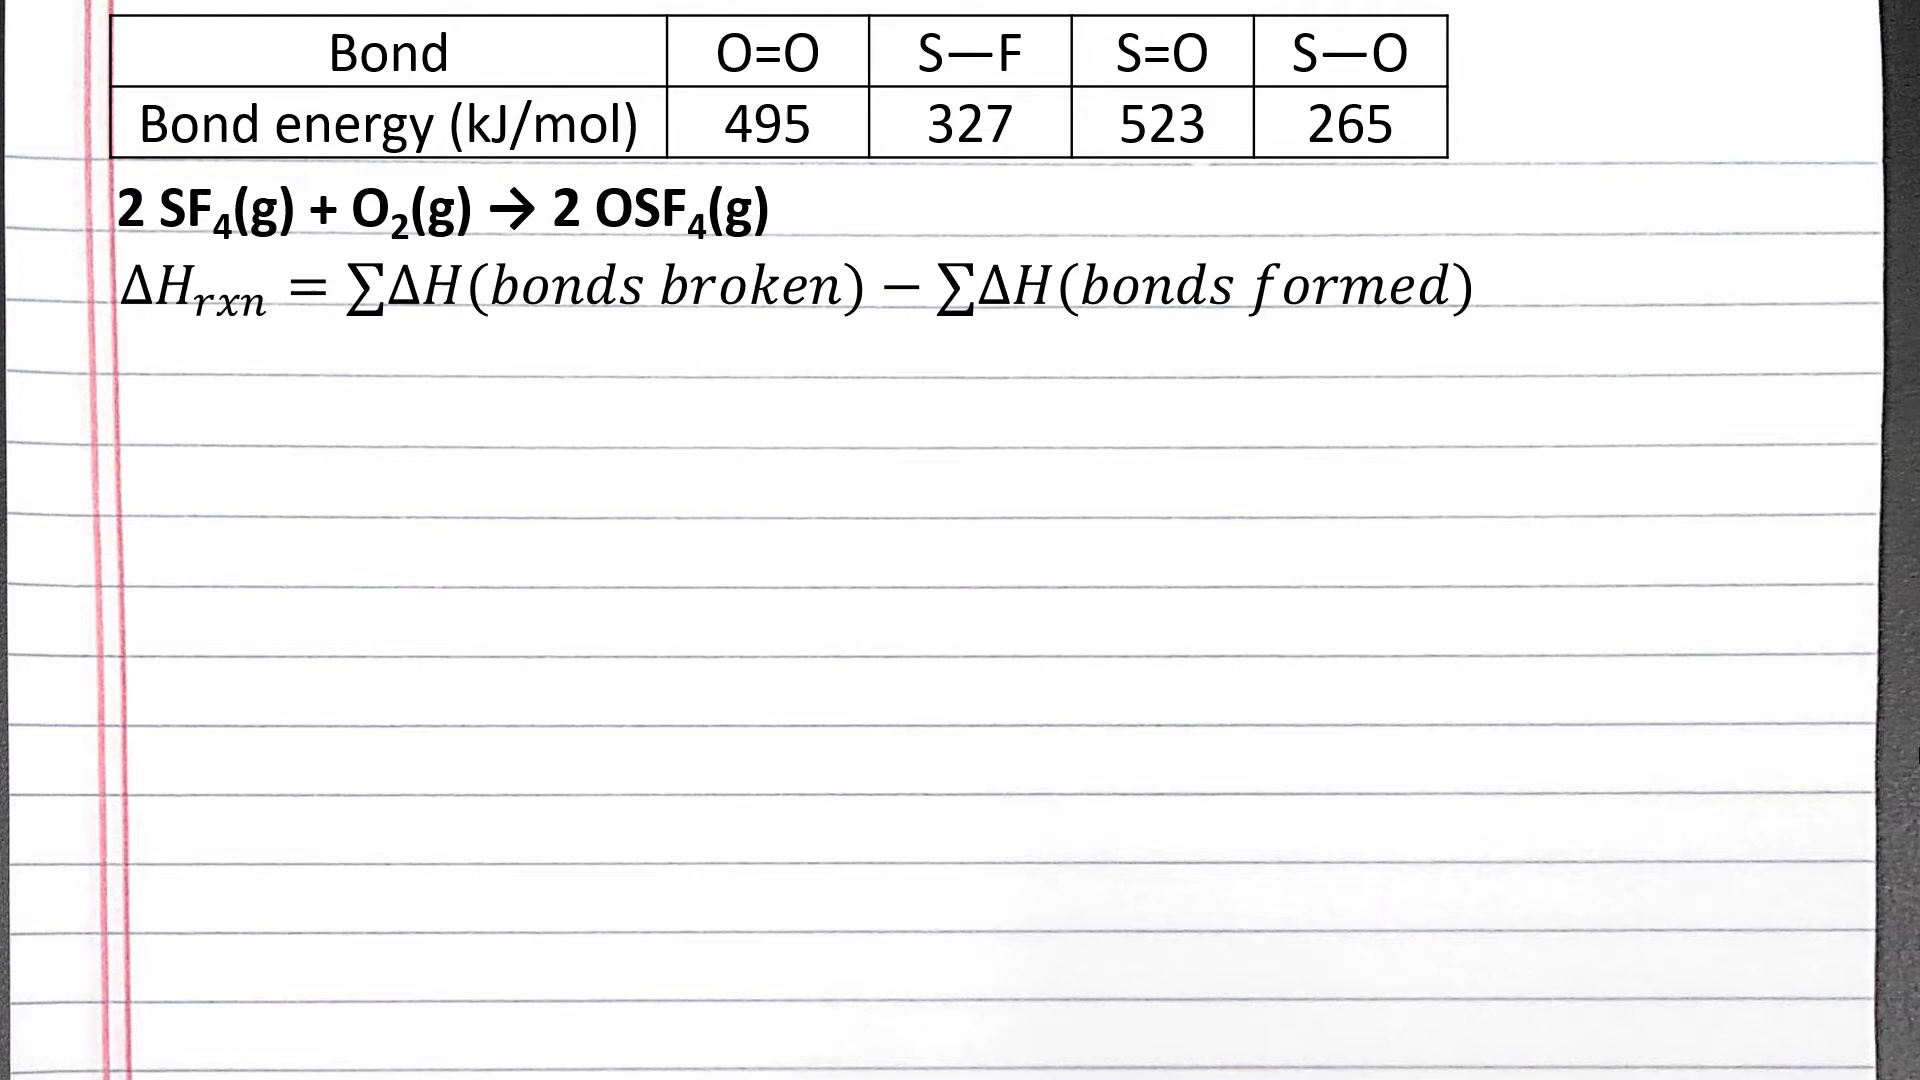 Bond O=O S—F S=O S—O
Bond energy (kJ/mol) 495 327 523 265
2 SF₄(g) + O₂(g) → 2 OSF₄(g)
ΔH_rxn = ∑ΔH(bonds broken) − ∑ΔH(bonds formed)